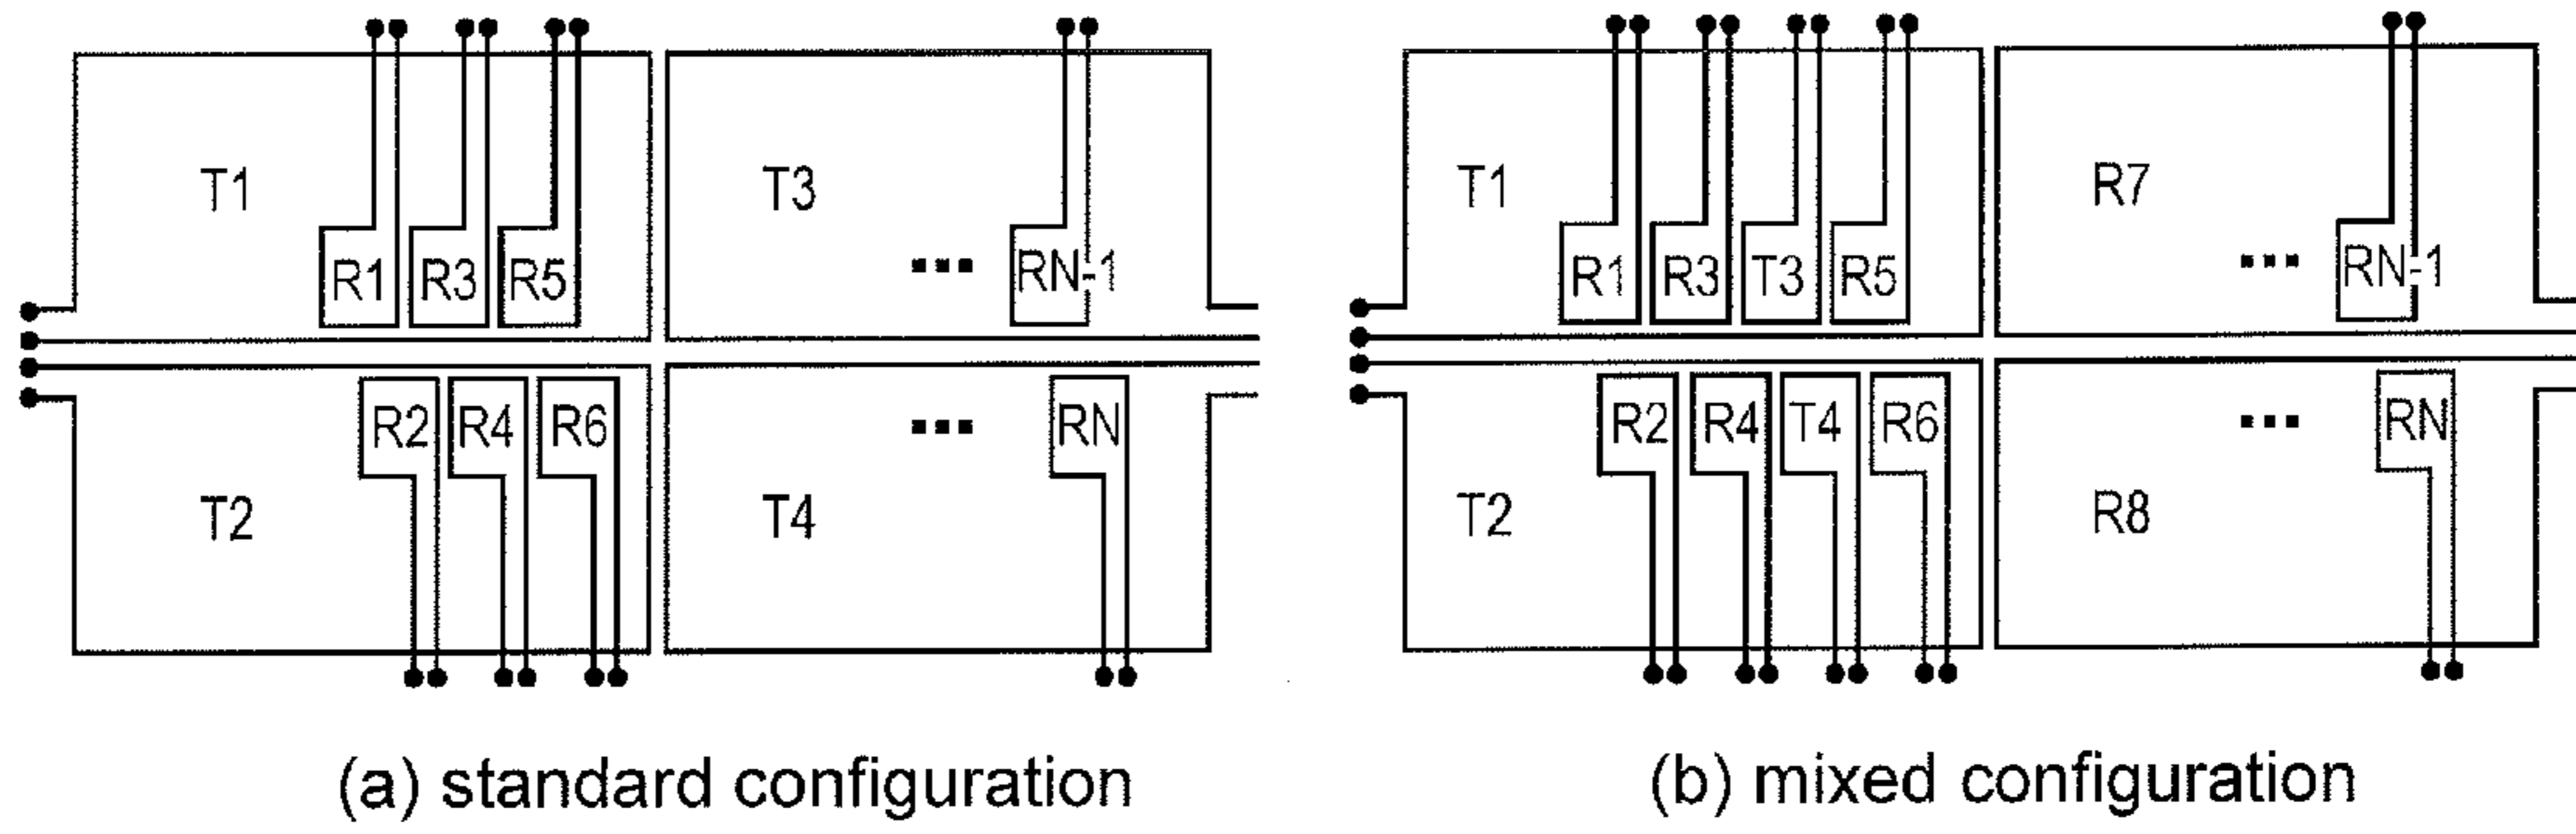 T1 T3 T1 R7
R1 R3 R5 ... RN-1 R1 R3 T3 R5 ... RN-1
R2 R4 R6 ... RN R2 R4 T4 R6 ... RN
T2 T4 T2 R8
(a) standard configuration (b) mixed configuration